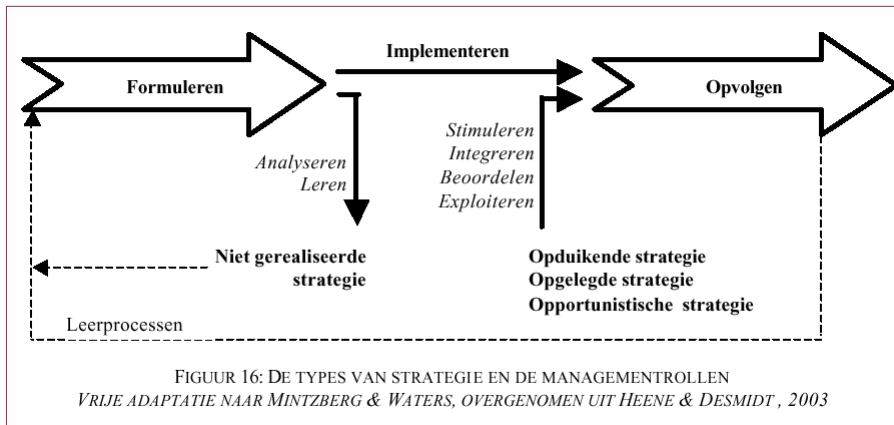 Implementeren
Formuleren
Opvolgen
Analyseren
Leren
Stimuleren
Integreren
Beoordelen
Exploiteren
Niet gerealiseerde
strategie
Opduikende strategie
Opgelegde strategie
Opportunistische strategie
Leerprocessen
FIGUUR 16: DE TYPES VAN STRATEGIE EN DE MANAGEMENTROLLEN
VRIJE ADAPTATIE NAAR MINTZBERG & WATERS, OVERGENOMEN UIT HEENE & DESMIDT , 2003